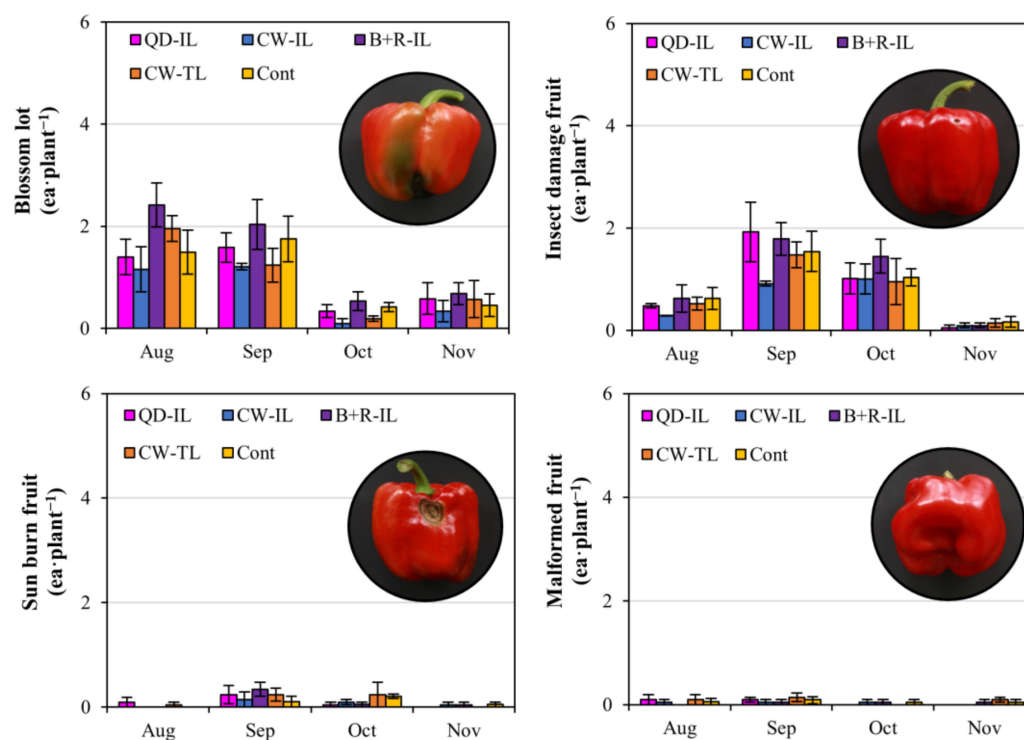 Blossom lot
(ea·plant⁻¹)
6
4
2
0
QD-IL CW-IL B+R-IL
CW-TL Cont
Aug Sep Oct Nov
Insect damage fruit
(ea·plant⁻¹)
6
4
2
0
QD-IL CW-IL B+R-IL
CW-TL Cont
Aug Sep Oct Nov
Sun burn fruit
(ea·plant⁻¹)
6
4
2
0
QD-IL CW-IL B+R-IL
CW-TL Cont
Aug Sep Oct Nov
Malformed fruit
(ea·plant⁻¹)
6
4
2
0
QD-IL CW-IL B+R-IL
CW-TL Cont
Aug Sep Oct Nov